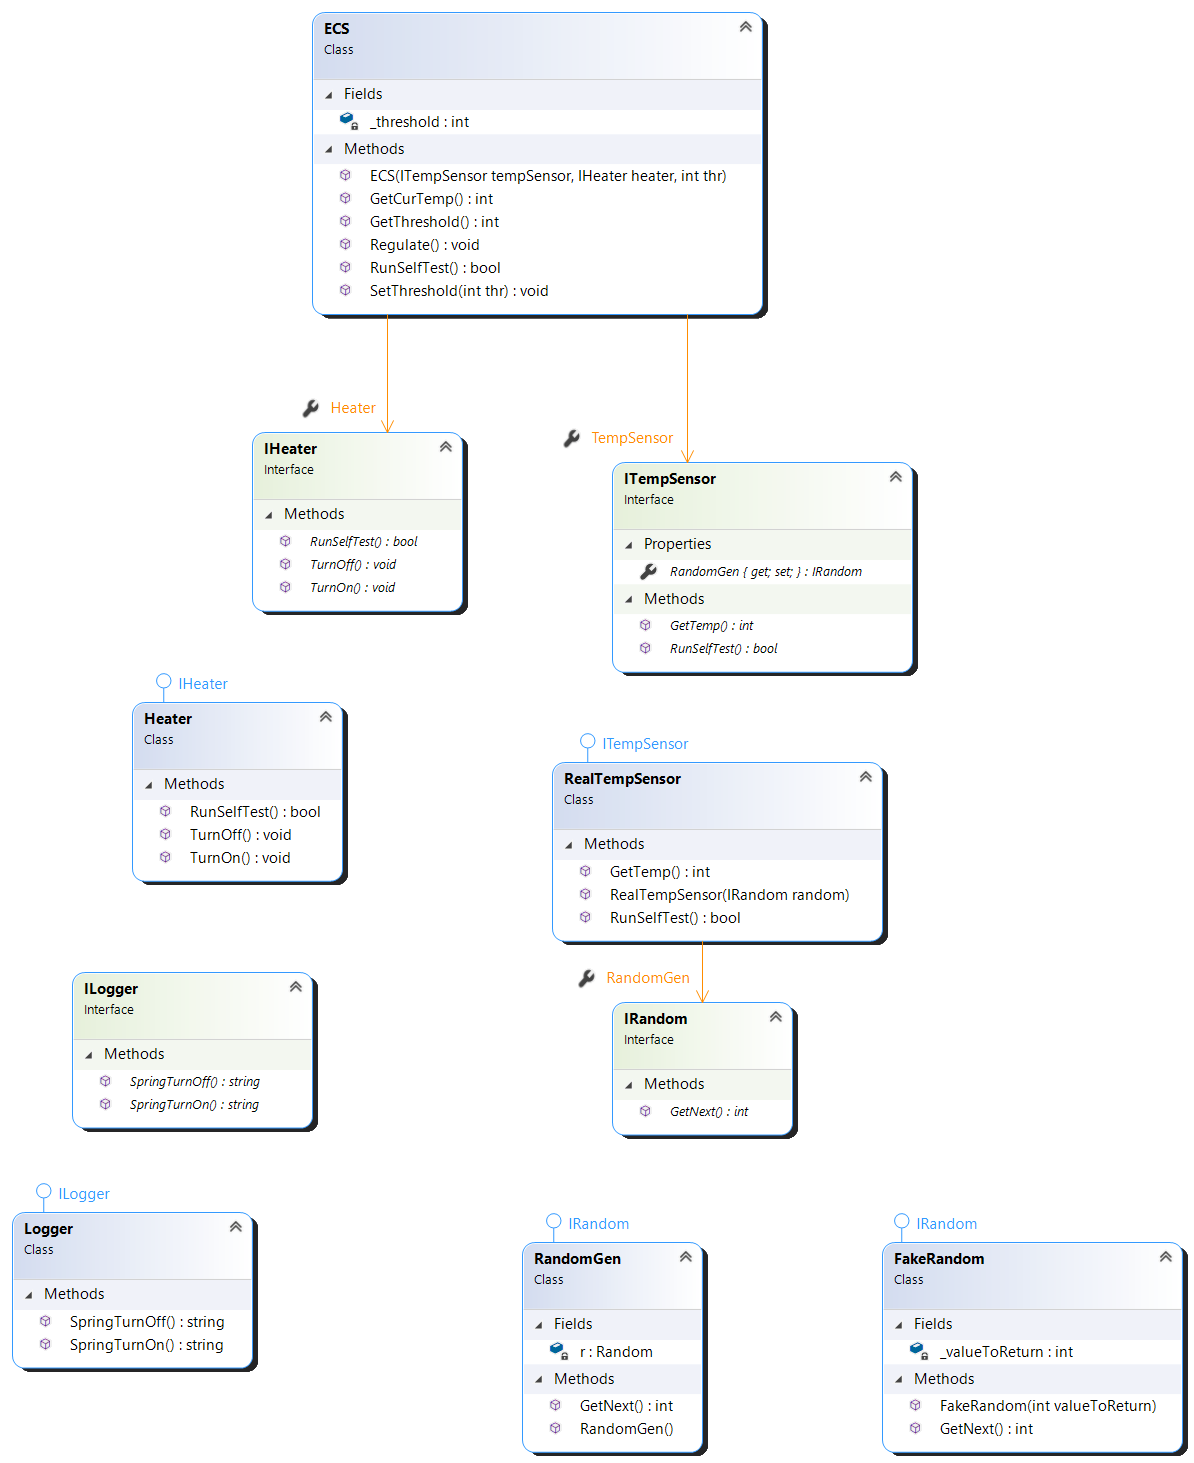 ECS
Class
Fields
_threshold : int
Methods
ECS(ITempSensor tempSensor, IHeater heater, int thr)
GetCurTemp() : int
GetThreshold() : int
Regulate() : void
RunSelfTest() : bool
SetThreshold(int thr) : void
Heater
IHeater
Interface
Methods
RunSelfTest() : bool
TurnOff() : void
TurnOn() : void
TempSensor
ITempSensor
Interface
Properties
RandomGen { get; set; } : IRandom
Methods
GetTemp() : int
RunSelfTest() : bool
IHeater
Heater
Class
Methods
RunSelfTest() : bool
TurnOff() : void
TurnOn() : void
ITempSensor
RealTempSensor
Class
Methods
GetTemp() : int
RealTempSensor(IRandom random)
RunSelfTest() : bool
ILogger
Interface
Methods
SpringTurnOff() : string
SpringTurnOn() : string
RandomGen
IRandom
Interface
Methods
GetNext() : int
ILogger
Logger
Class
Methods
SpringTurnOff() : string
SpringTurnOn() : string
IRandom
RandomGen
Class
Fields
r : Random
Methods
GetNext() : int
RandomGen()
IRandom
FakeRandom
Class
Fields
_valueToReturn : int
Methods
FakeRandom(int valueToReturn)
GetNext() : int